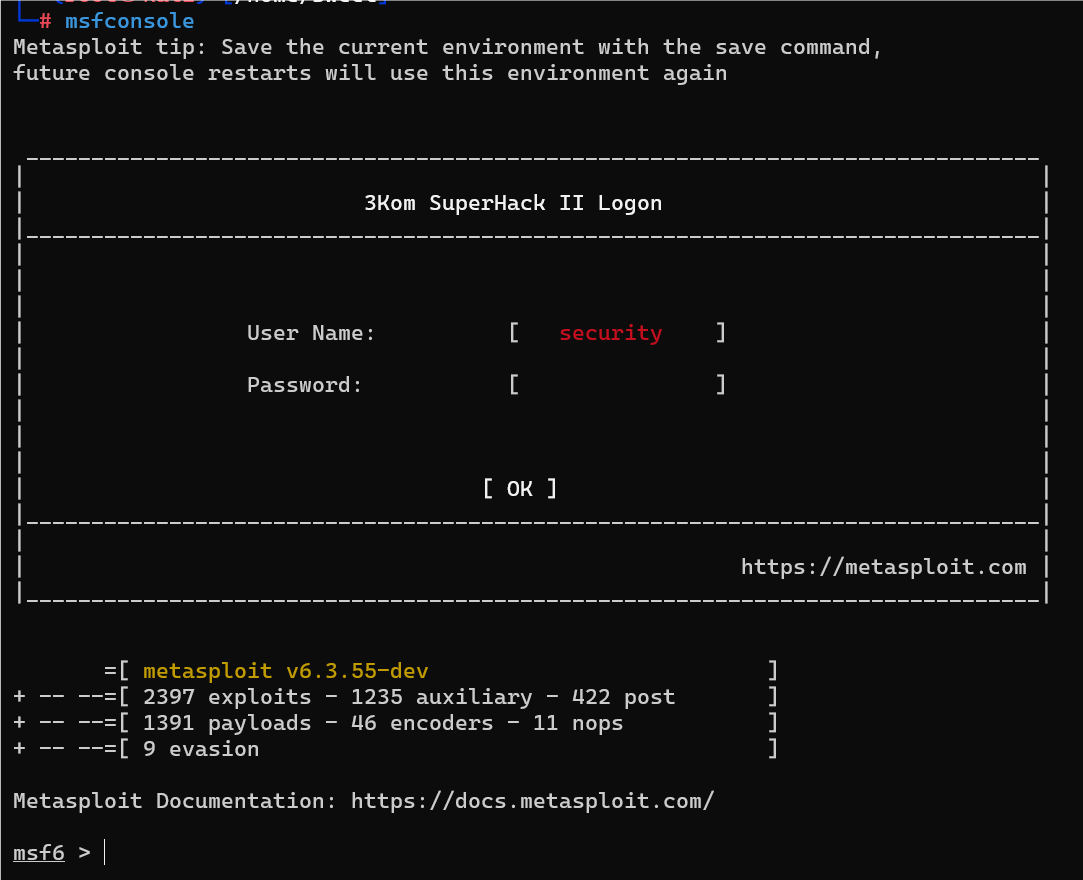 └─# msfconsole
Metasploit tip: Save the current environment with the save command,
future console restarts will use this environment again
3Kom SuperHack II Logon
User Name: [ security ]
Password: [ ]
[ OK ]
https://metasploit.com
=[ metasploit v6.3.55-dev ]
+ -- --=[ 2397 exploits - 1235 auxiliary - 422 post ]
+ -- --=[ 1391 payloads - 46 encoders - 11 nops ]
+ -- --=[ 9 evasion ]
Metasploit Documentation: https://docs.metasploit.com/
msf6 >